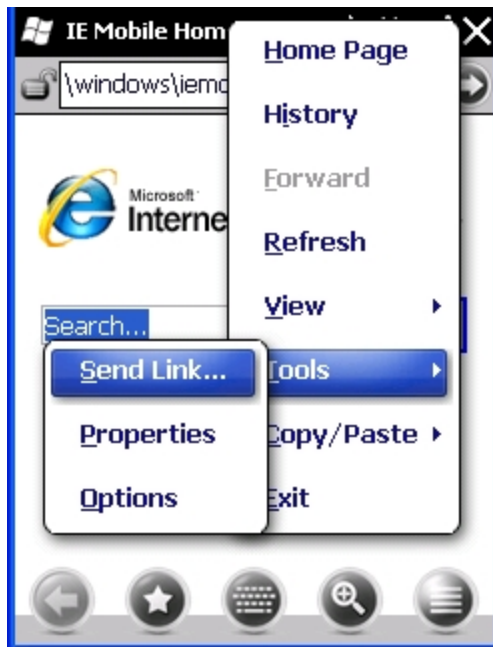 IE Mobile Hom
\windows\iemo
Microsoft
Interne
Search...
Home Page
History
Forward
Refresh
View
Tools
Copy/Paste
Exit
Send Link...
Properties
Options